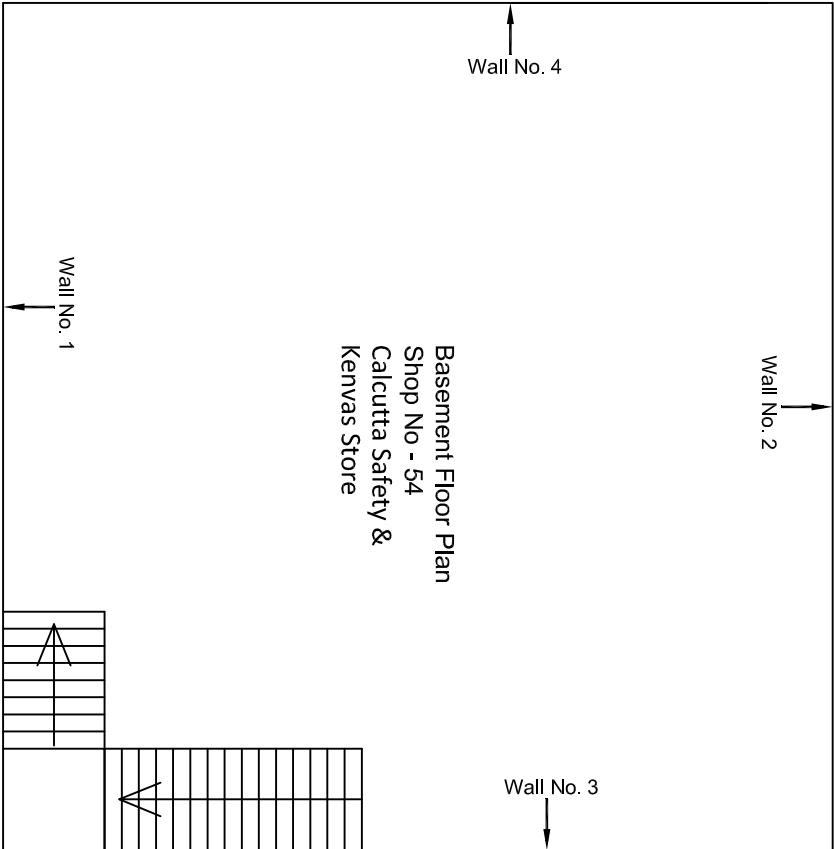 Wall No. 4
Wall No. 1
Wall No. 2
Basement Floor Plan
Shop No - 54
Calcutta Safety &
Kenvas Store
Wall No. 3